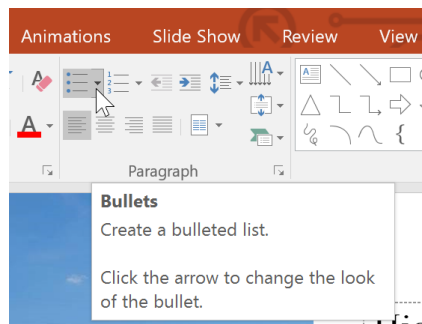 Animations Slide Show Review View
Paragraph
Bullets
Create a bulleted list.
Click the arrow to change the look
of the bullet.